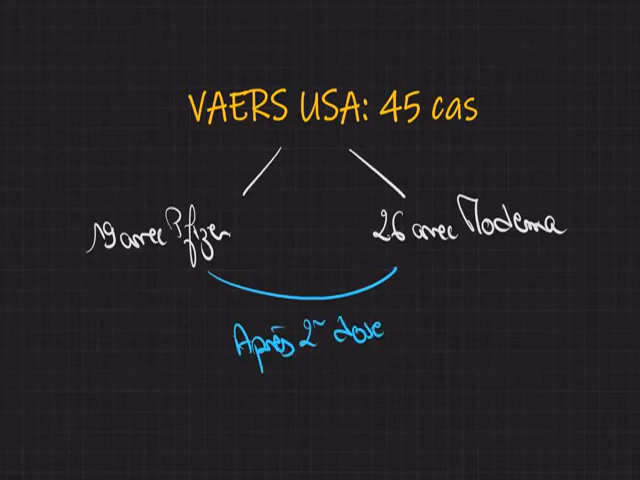 VAERS USA: 45 cas
19 avec Pfizer
26 avec Moderna
Après 2e dose